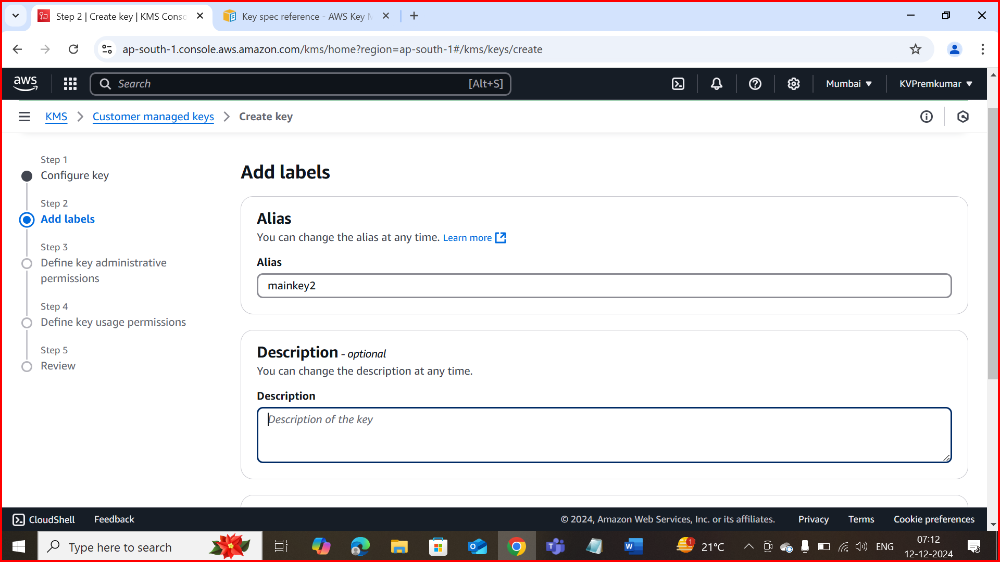 Step 2 | Create key | KMS Conso
Key spec reference - AWS Key M
ap-south-1.console.aws.amazon.com/kms/home?region=ap-south-1#/kms/keys/create
aws
Search
[Alt+S]
Mumbai
KVPremkumar
KMS
Customer managed keys
Create key
Step 1
Configure key
Step 2
Add labels
Step 3
Define key administrative
permissions
Step 4
Define key usage permissions
Step 5
Review
Add labels
Alias
You can change the alias at any time. Learn more
Alias
mainkey2
Description - optional
You can change the description at any time.
Description
Description of the key
CloudShell
Feedback
© 2024, Amazon Web Services, Inc. or its affiliates.
Privacy
Terms
Cookie preferences
Type here to search
1
21°C
ENG
07:12
12-12-2024